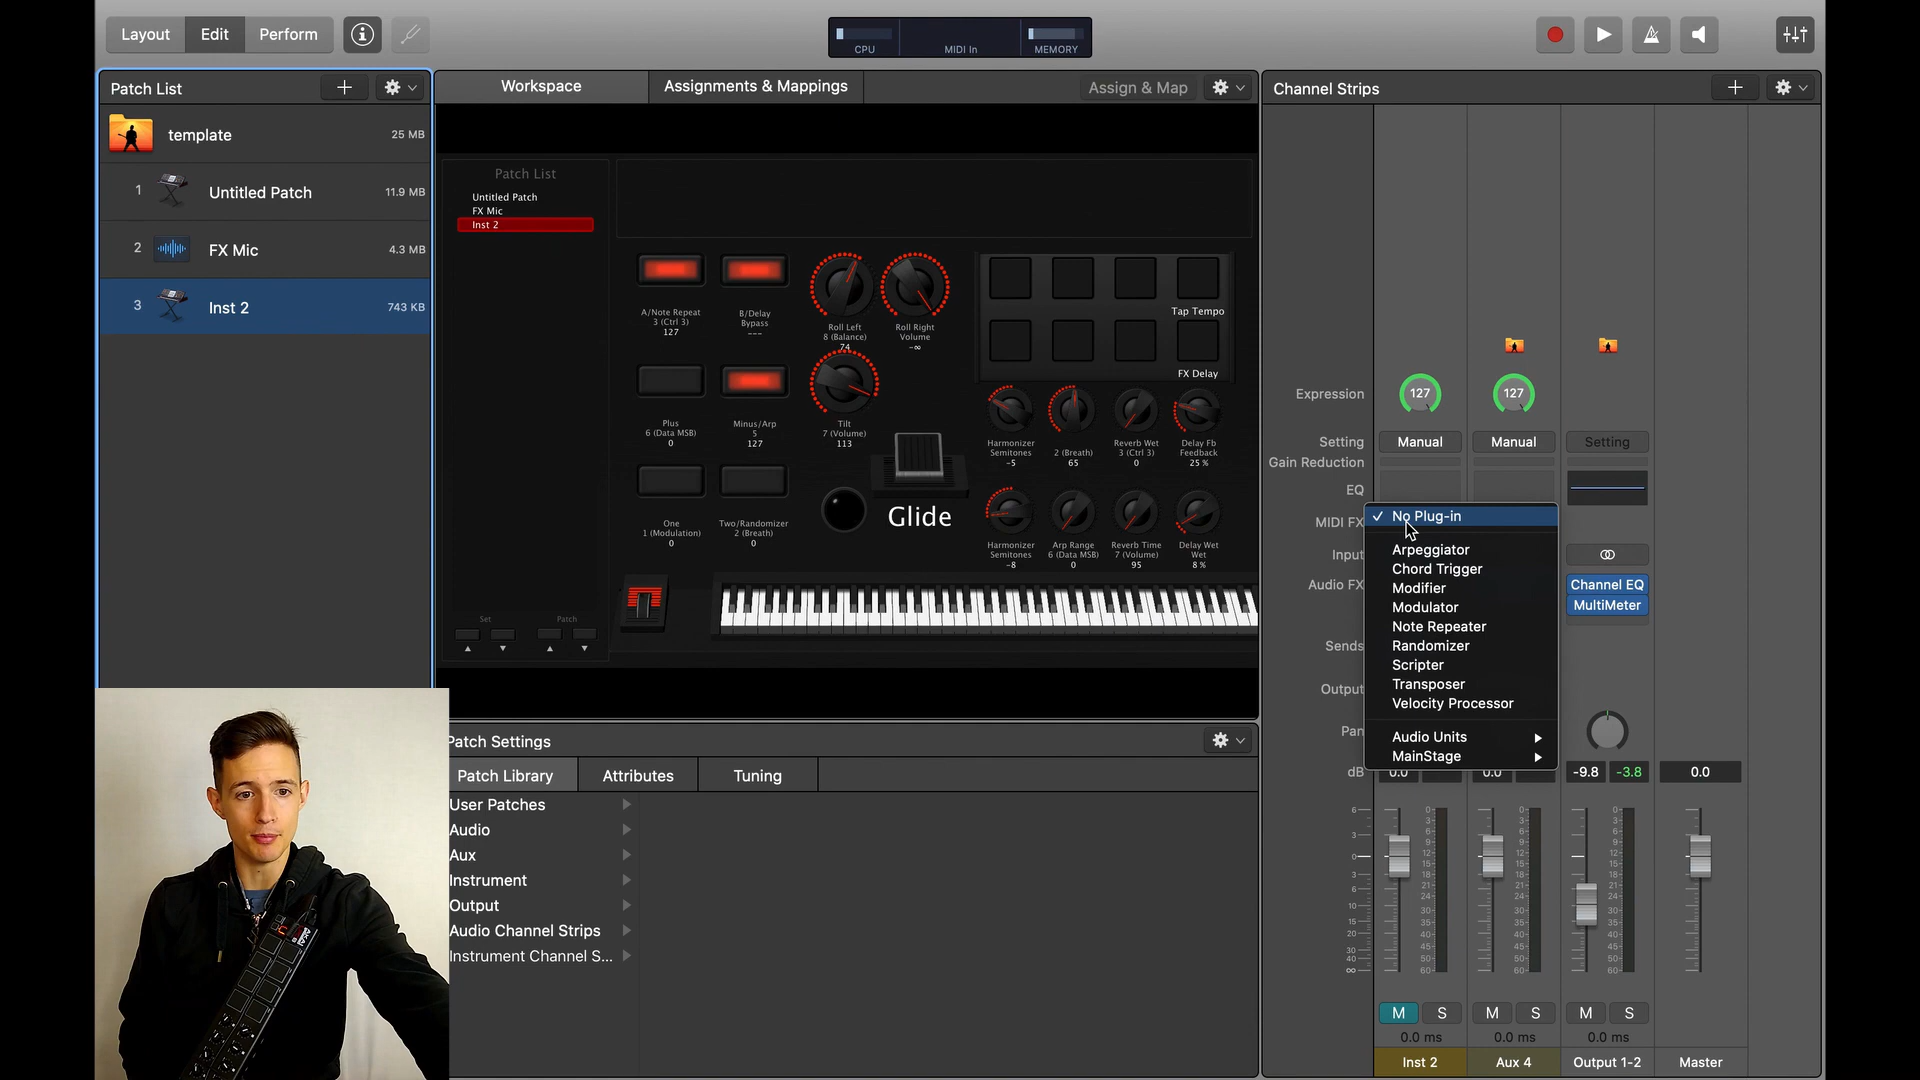 Layout
Edit
Perform
CPU
MIDI In
MEMORY
Patch List
Workspace
Assignments & Mappings
Assign & Map
Channel Strips
template
25 MB
1
Untitled Patch
11.9 MB
2
FX Mic
4.3 MB
3
Inst 2
743 KB
Patch List
Untitled Patch
FX Mic
Inst 2
Set
Patch
A/Note Repeat
3 (Ctrl 3)
127
B/Delay
Bypass
---
Roll Left
8 (Balance)
74
Roll Right
Volume
-∞
Tap Tempo
FX Delay
Plus
6 (Data MSB)
0
Minus/Arp
5
127
Tilt
7 (Volume)
113
Harmonizer
Semitones
-5
2 (Breath)
65
Reverb Wet
3 (Ctrl 3)
0
Delay Fb
Feedback
25 %
One
1 (Modulation)
0
Two/Randomizer
2 (Breath)
0
Glide
Harmonizer
Semitones
-8
Arp Range
6 (Data MSB)
0
Reverb Time
7 (Volume)
95
Delay Wet
Wet
8 %
Patch Settings
Patch Library
Attributes
Tuning
User Patches
Audio
Aux
Instrument
Output
Audio Channel Strips
Instrument Channel S...
Expression
127
127
Setting
Manual
Manual
Setting
Gain Reduction
EQ
MIDI FX
Input
Audio FX
Channel EQ
MultiMeter
Sends
Output
Pan
dB
No Plug-in
Arpeggiator
Chord Trigger
Modifier
Modulator
Note Repeater
Randomizer
Scripter
Transposer
Velocity Processor
Audio Units
MainStage
0.0
0.0
-9.8
-3.8
0.0
M
S
M
S
M
S
0.0 ms
0.0 ms
0.0 ms
Inst 2
Aux 4
Output 1-2
Master
AKAI